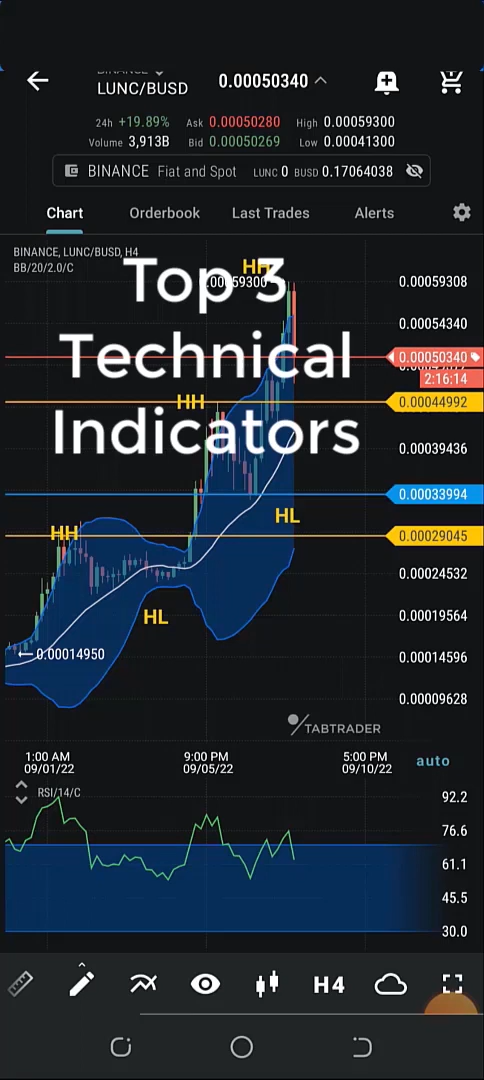 LUNC/BUSD
0.00050340
24h +19.89% Ask 0.00050280 High 0.00059300
Volume 3,913B Bid 0.00050269 Low 0.00041300
BINANCE Fiat and Spot LUNC 0 BUSD 0.17064038
Chart Orderbook Last Trades Alerts
BINANCE, LUNC/BUSD, H4
BB/20/2.0/C
HH
0.00059300
0.00059308
Top 3
Technical
Indicators
0.00054340
0.00050340
2:16:14
HH
0.00044992
0.00039436
0.00033994
HL
HH
0.00029045
0.00024532
HL
0.00019564
0.00014950
0.00014596
0.00009628
TABTRADER
1:00 AM 9:00 PM 5:00 PM
09/01/22 09/05/22 09/10/22
auto
RSI/14/C
92.2
76.6
61.1
45.5
30.0
H4